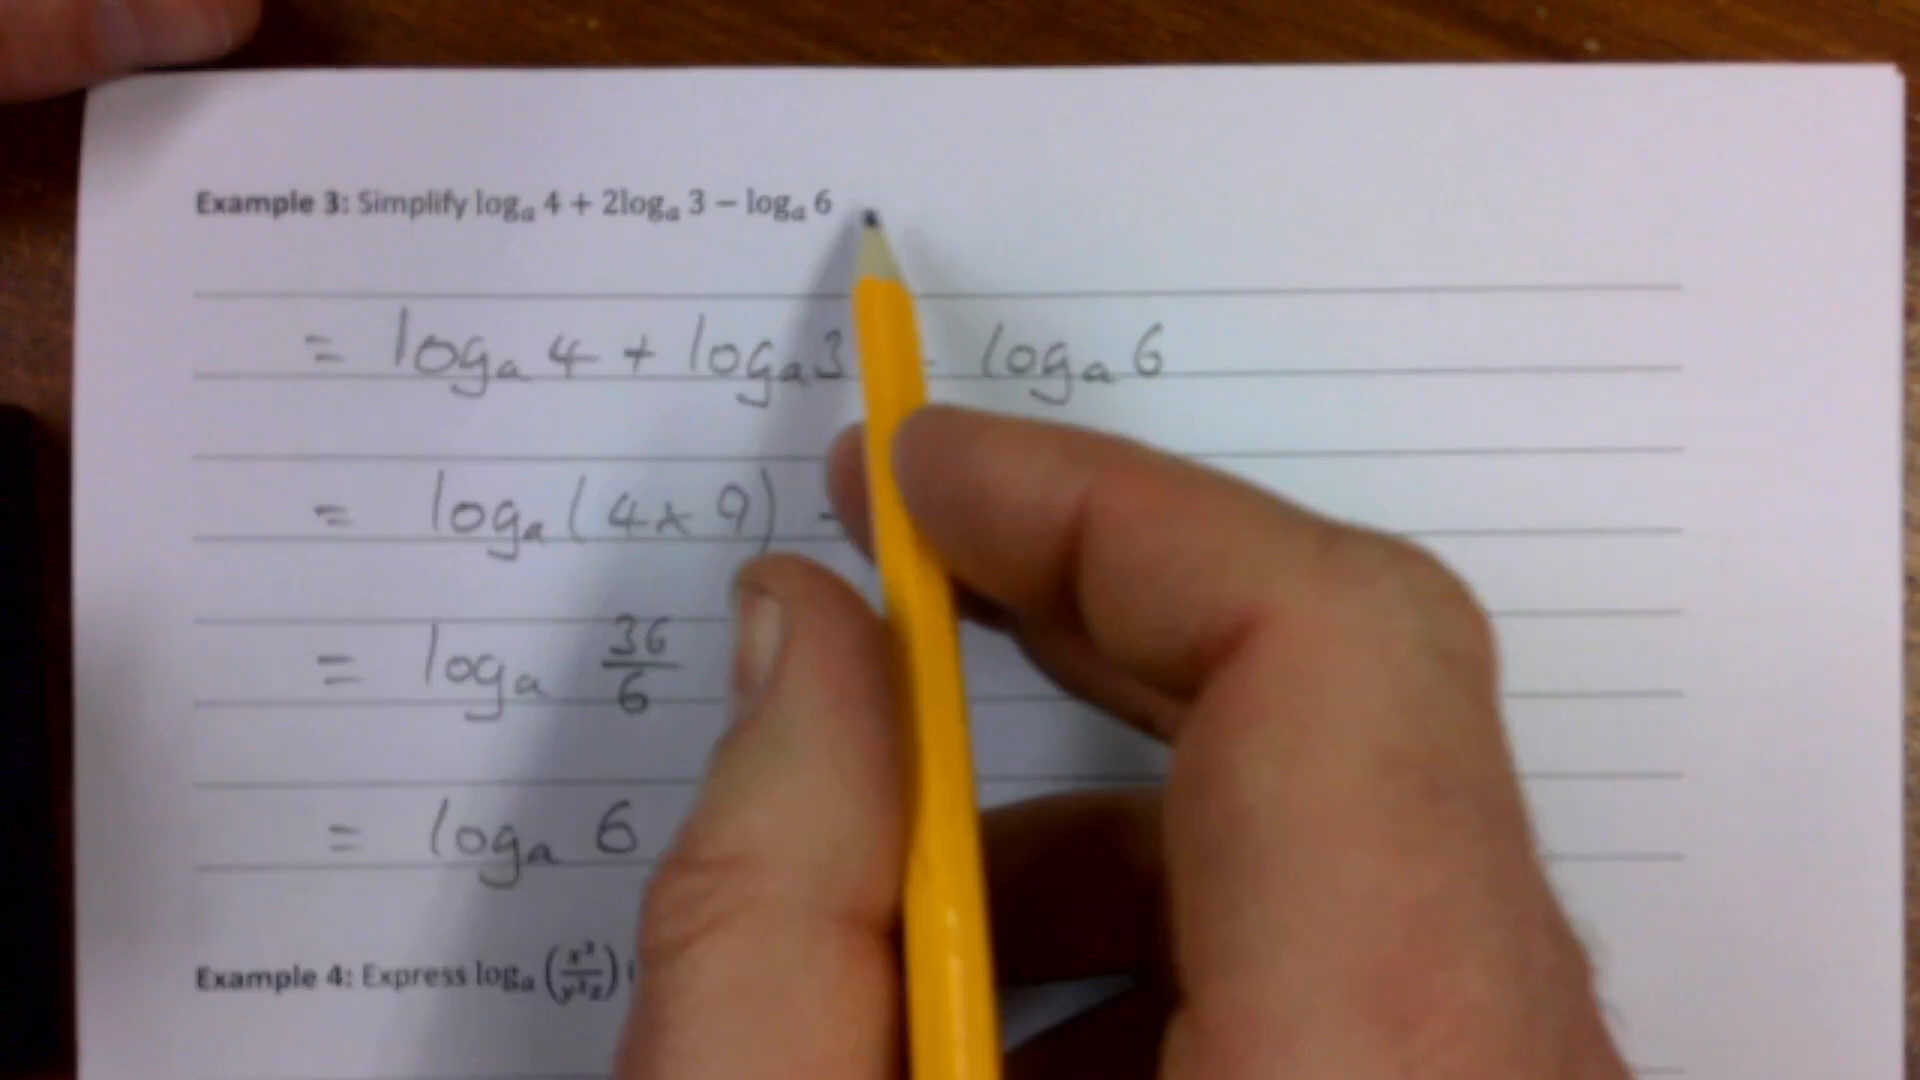 Example 3: Simplify logₐ 4 + 2logₐ 3 − logₐ 6
= logₐ 4 + logₐ 3 - logₐ 6
= logₐ (4 × 9) -
= logₐ 36/6
= logₐ 6
Example 4: Express logₐ